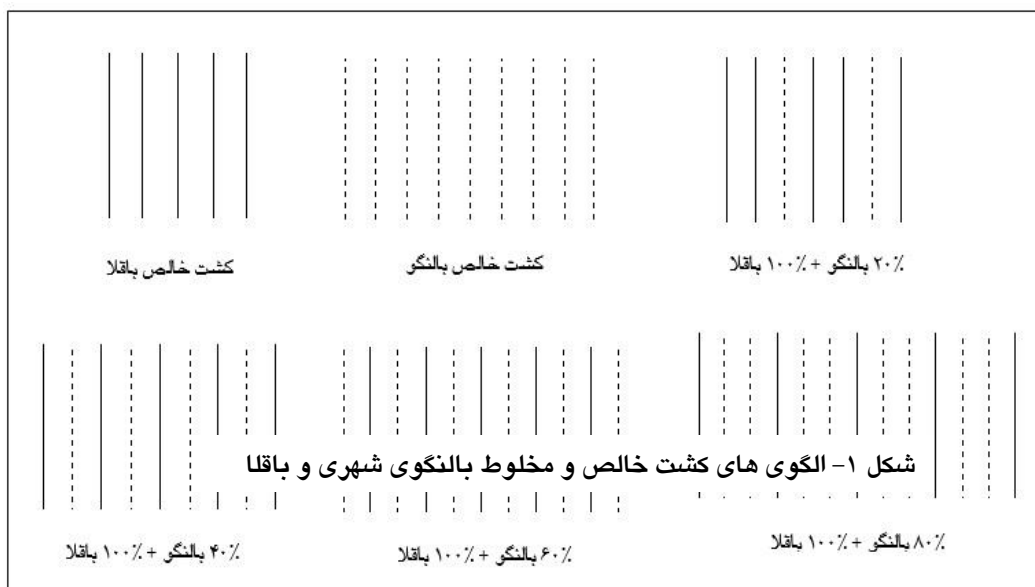 ۲۰٪ بالنگو + ۱۰۰٪ باقلا
کشت خالص بالنگو
کشت خالص باقلا
شکل ۱- الگوی های کشت خالص و مخلوط بالنگوی شهری و باقلا
۸۰٪ بالنگو + ۱۰۰٪ باقلا
۶۰٪ بالنگو + ۱۰۰٪ باقلا
۴۰٪ بالنگو + ۱۰۰٪ باقلا